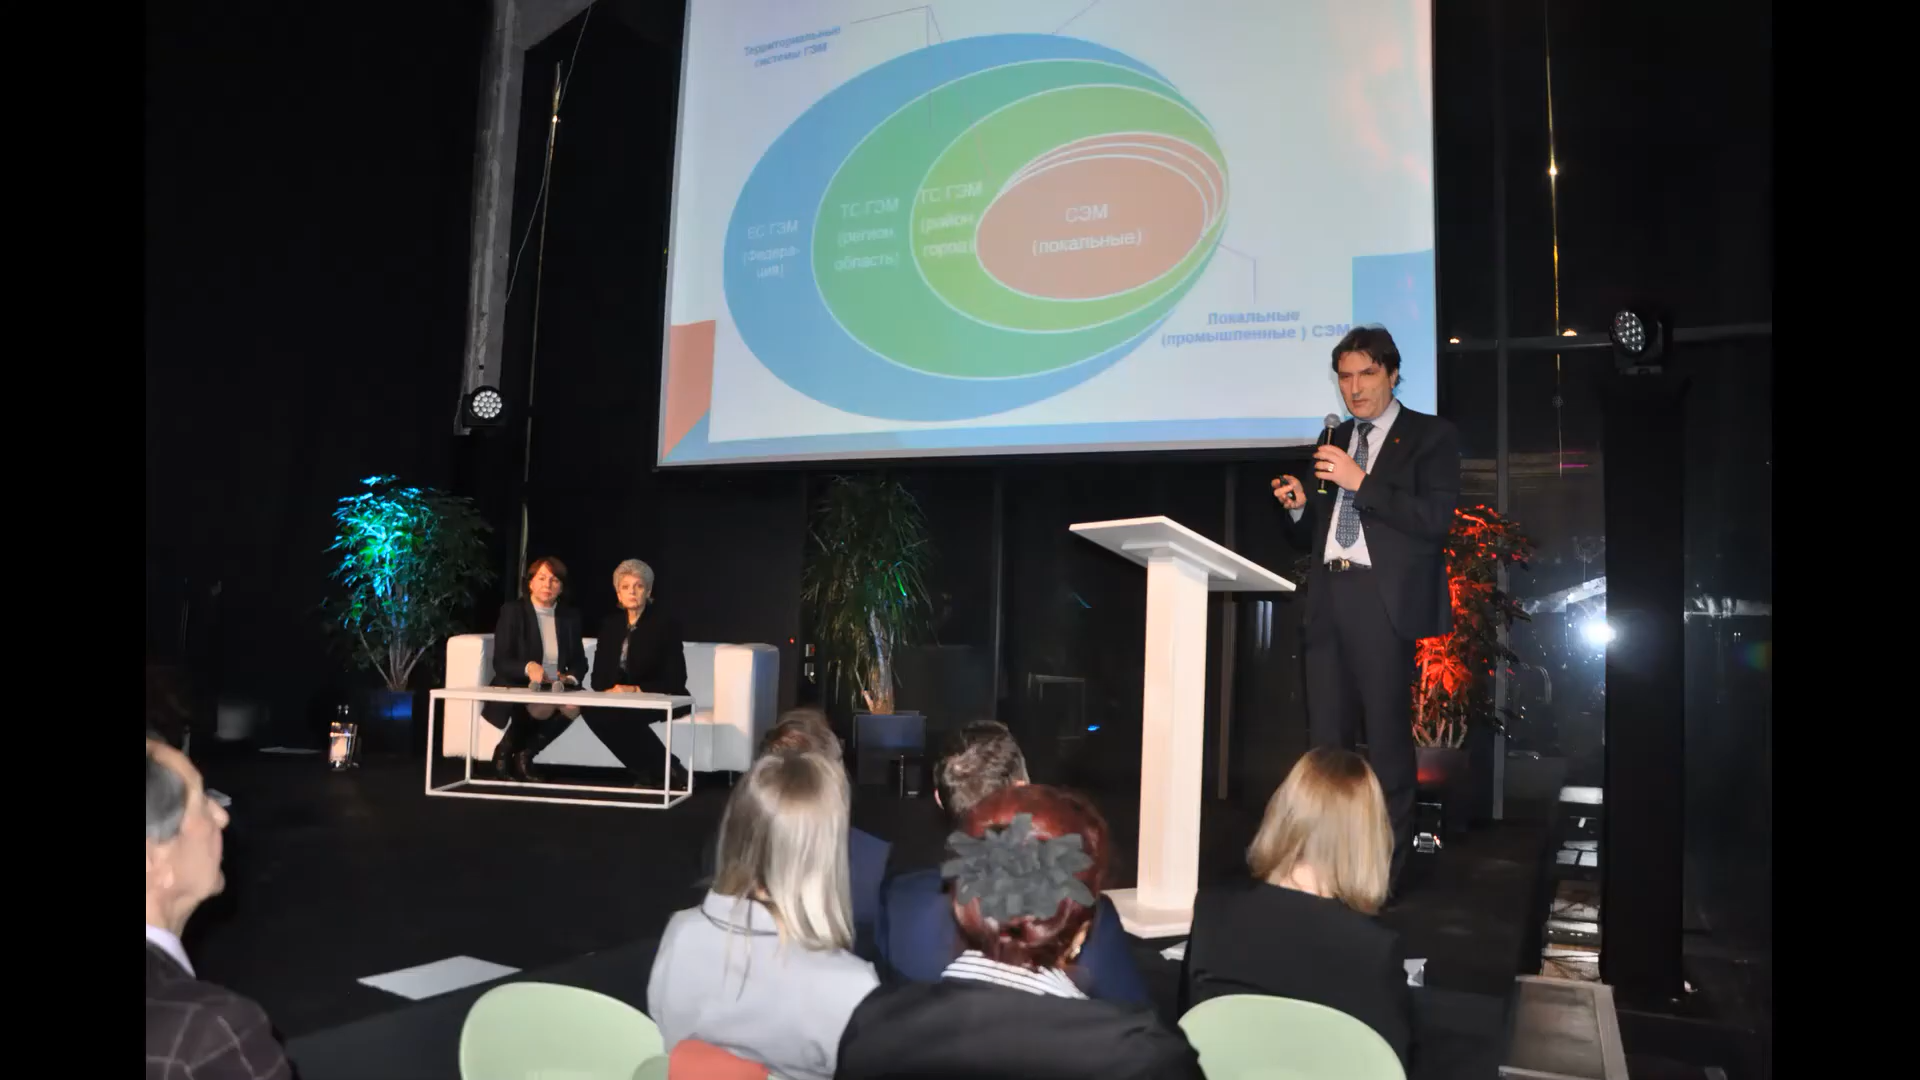 Территориальные
системы ГЭМ
ЕС ГЭМ
(Федера-
ция)
ТС ГЭМ
(регион
область)
ТС ГЭМ
(район
город)
СЭМ
(локальные)
Локальные
(промышленные ) СЭМ